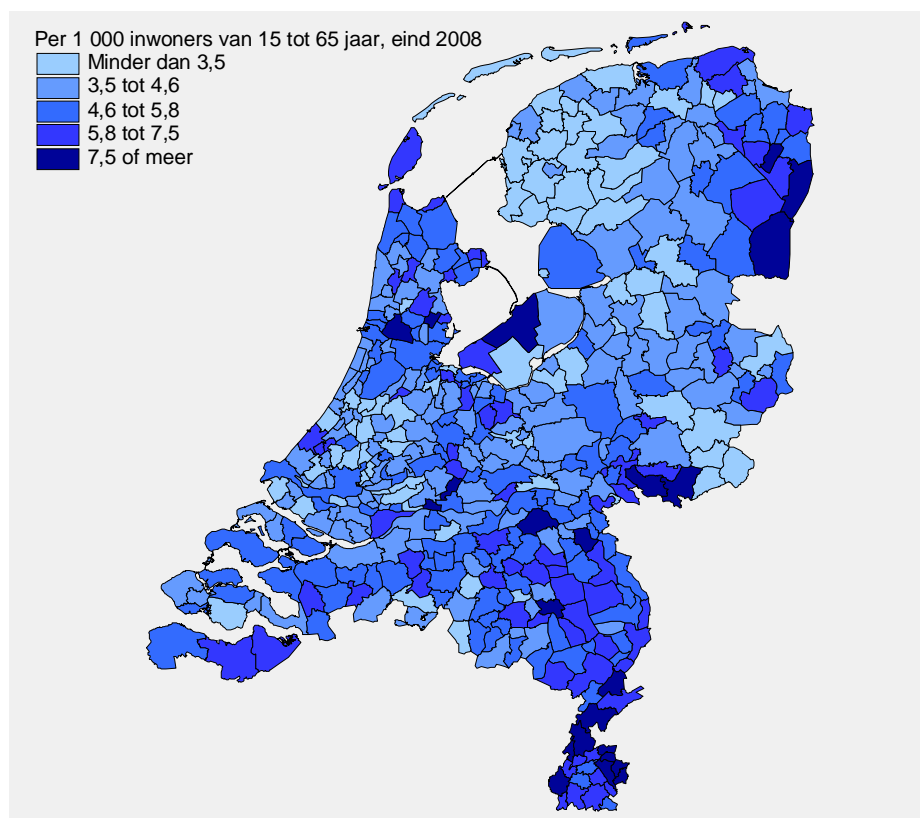 Per 1 000 inwoners van 15 tot 65 jaar, eind 2008
Minder dan 3,5
3,5 tot 4,6
4,6 tot 5,8
5,8 tot 7,5
7,5 of meer